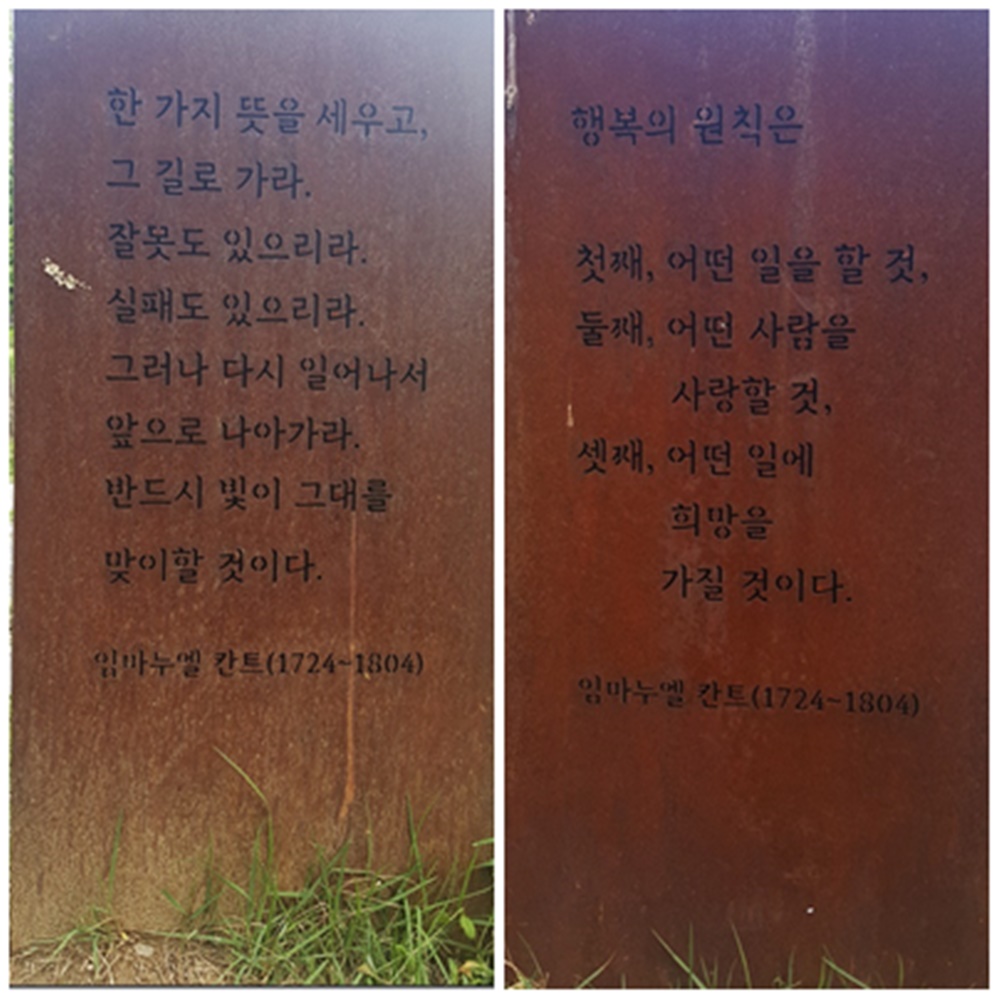 한 가지 뜻을 세우고,
그 길로 가라.
잘못도 있으리라.
실패도 있으리라.
그러나 다시 일어나서
앞으로 나아가라.
반드시 빛이 그대를
맞이할 것이다.
임마누엘 칸트(1724~1804)
행복의 원칙은
첫째, 어떤 일을 할 것,
둘째, 어떤 사람을
사랑할 것,
셋째, 어떤 일에
희망을
가질 것이다.
임마누엘 칸트(1724~1804)